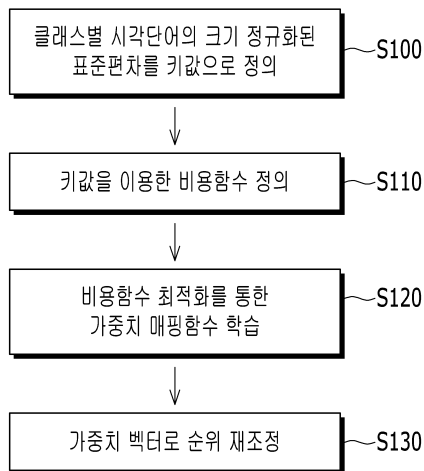 클래스별 시각단어의 크기 정규화된
표준편차를 키값으로 정의
S100
키값을 이용한 비용함수 정의
S110
비용함수 최적화를 통한
가중치 매핑함수 학습
S120
가중치 벡터로 순위 재조정
S130